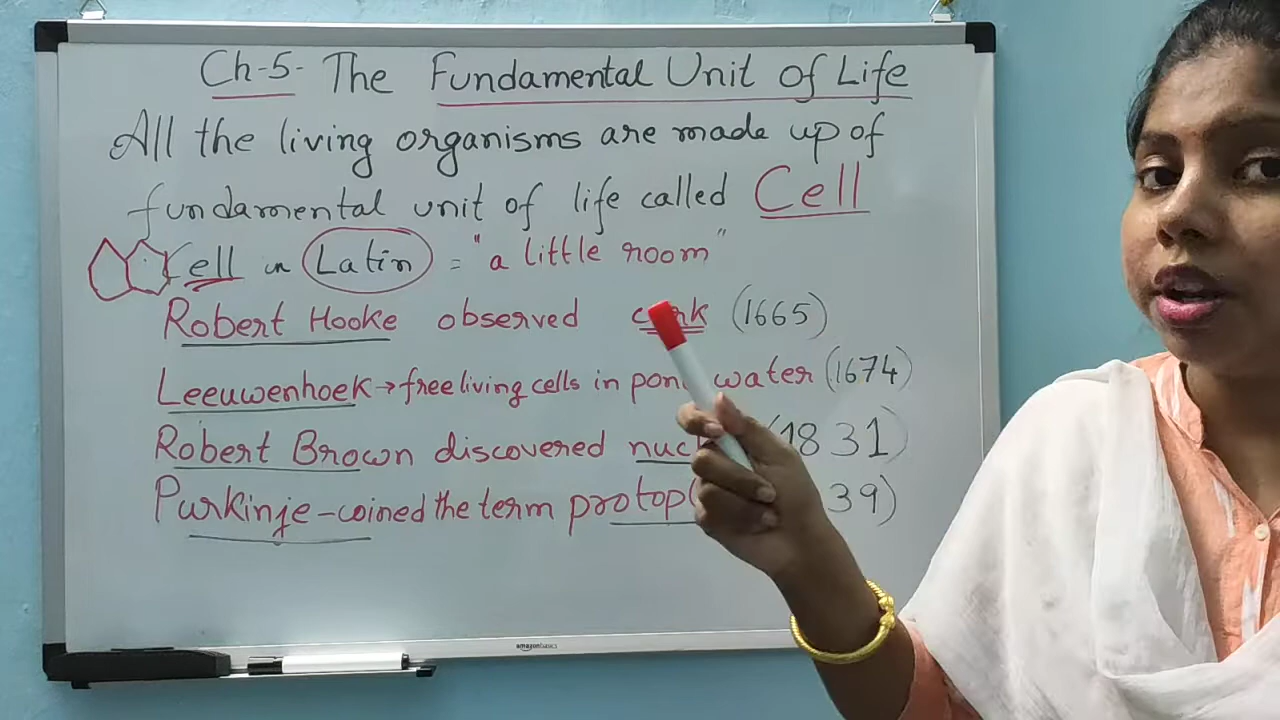 Ch-5- The Fundamental Unit of Life
All the living organisms are made up of
fundamental unit of life called Cell
Cell in Latin = "a little room"
Robert Hooke observed (1665)
Leeuwenhoek → free living cells in water (1674)
Robert Brown discovered (1831)
Purkinje - coined the term 39)
amazonbasics